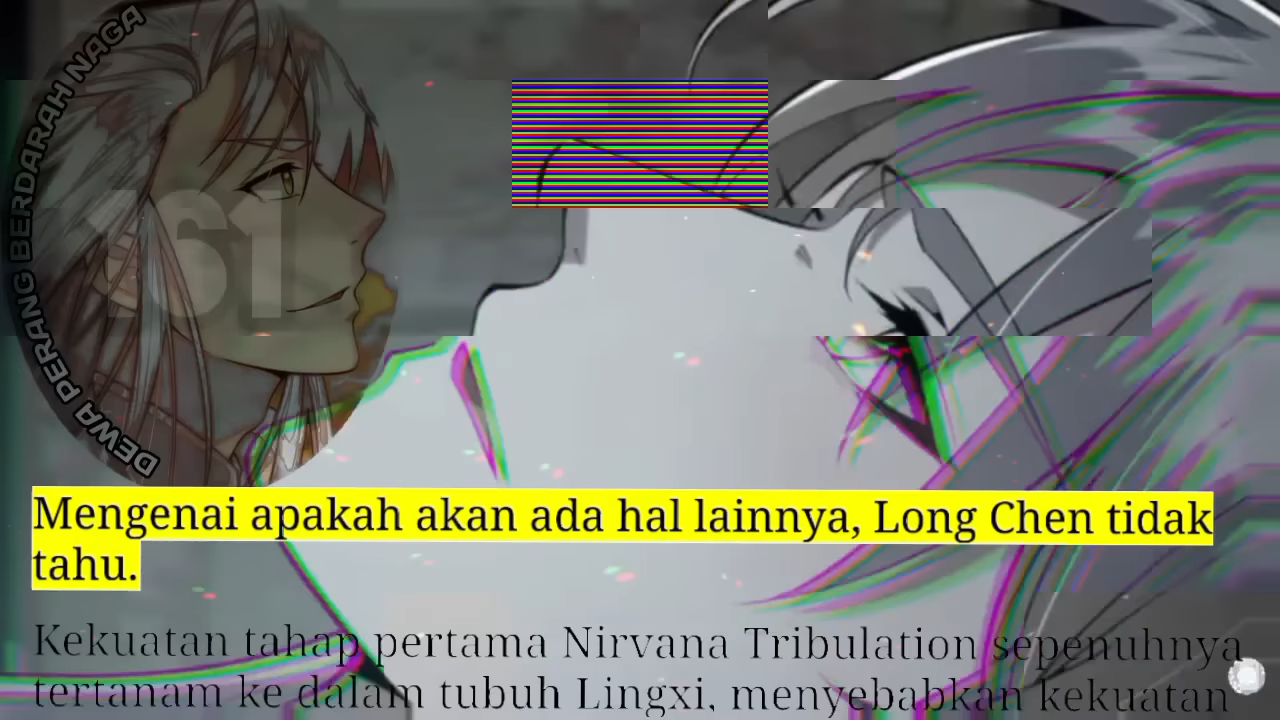 DEWA PERANG BERDARAH NAGA
161
Mengenai apakah akan ada hal lainnya, Long Chen tidak
tahu.
Kekuatan tahap pertama Nirvana Tribulation sepenuhnya
tertanam ke dalam tubuh Lingxi, menyebabkan kekuatan